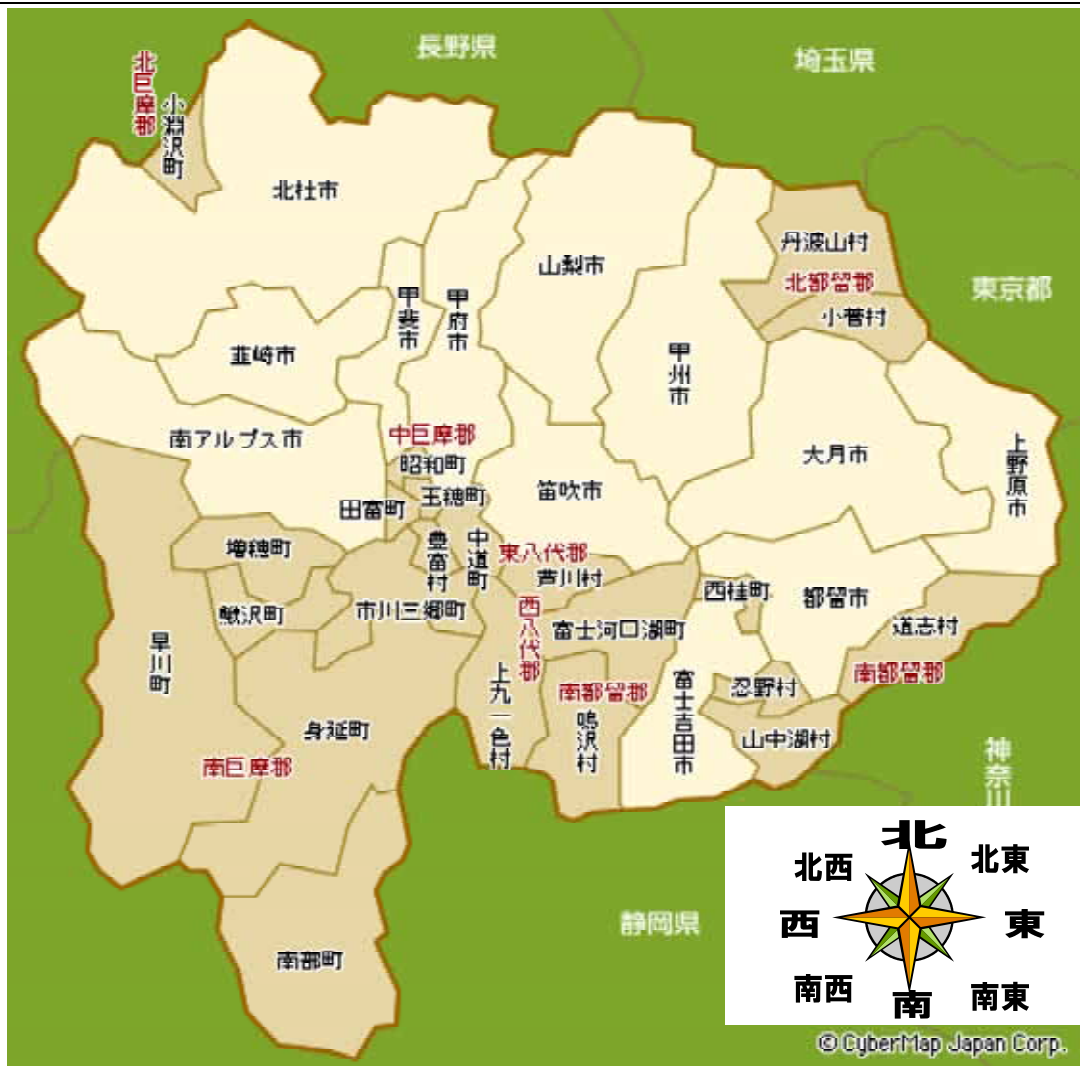 長野県
埼玉県
北巨摩郡
小淵沢町
北杜市
丹波山村
山梨市
北都留郡
東京都
甲斐市
甲府市
小菅村
韮崎市
甲州市
南アルプス市
中巨摩郡
昭和町
大月市
上野原市
笛吹市
玉穂町
田富町
増穂町
豊富村
中道町
東八代郡
芦川村
西桂町
都留市
鰍沢町
市川三郷町
西八代郡
富士河口湖町
道志村
早川町
上九一色村
南都留郡
富士吉田市
忍野村
南都留郡
身延町
鳴沢村
山中湖村
南巨摩郡
神奈川
北
北西
北東
西
東
静岡県
南西
南
南東
南部町
© CyberMap Japan Corp.